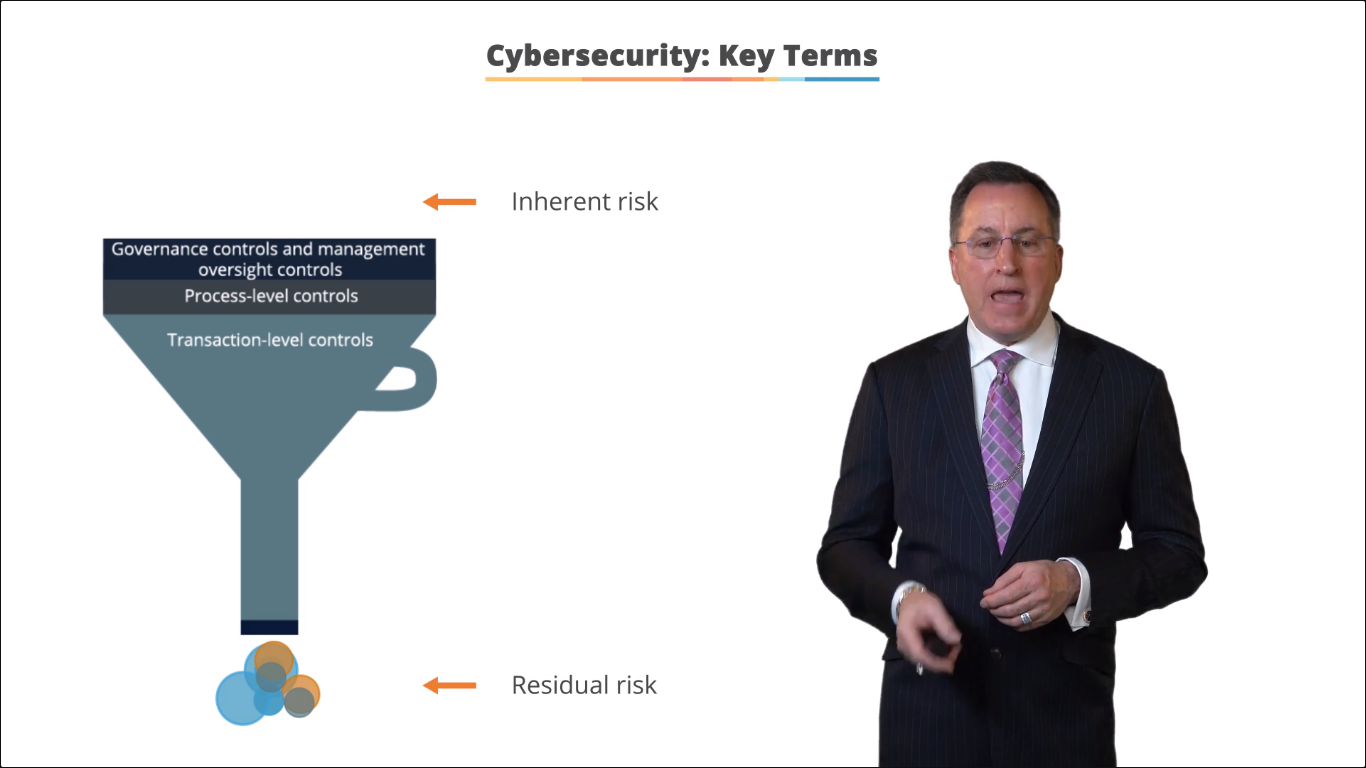 Cybersecurity: Key Terms
Inherent risk
Governance controls and management
oversight controls
Process-level controls
Transaction-level controls
Residual risk